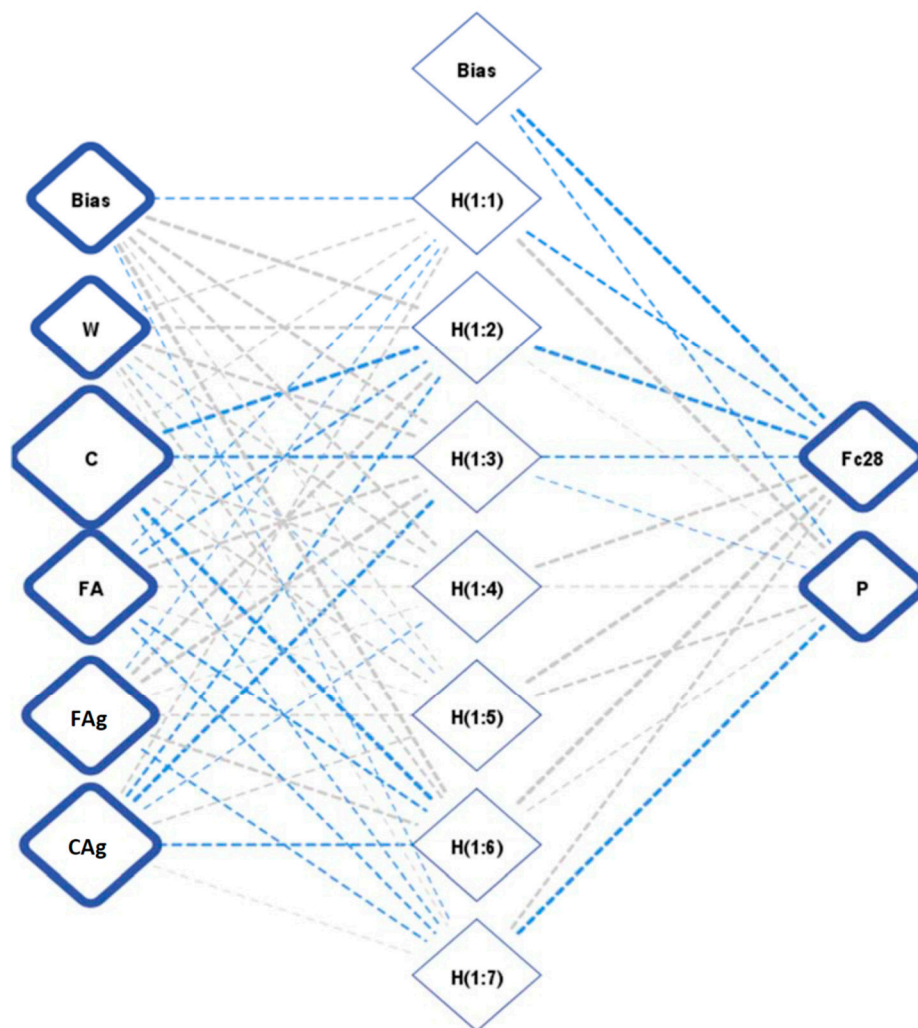 Bias
Bias
H(1:1)
W
H(1:2)
C
H(1:3)
Fc28
FA
H(1:4)
P
FAg
H(1:5)
CAg
H(1:6)
H(1:7)